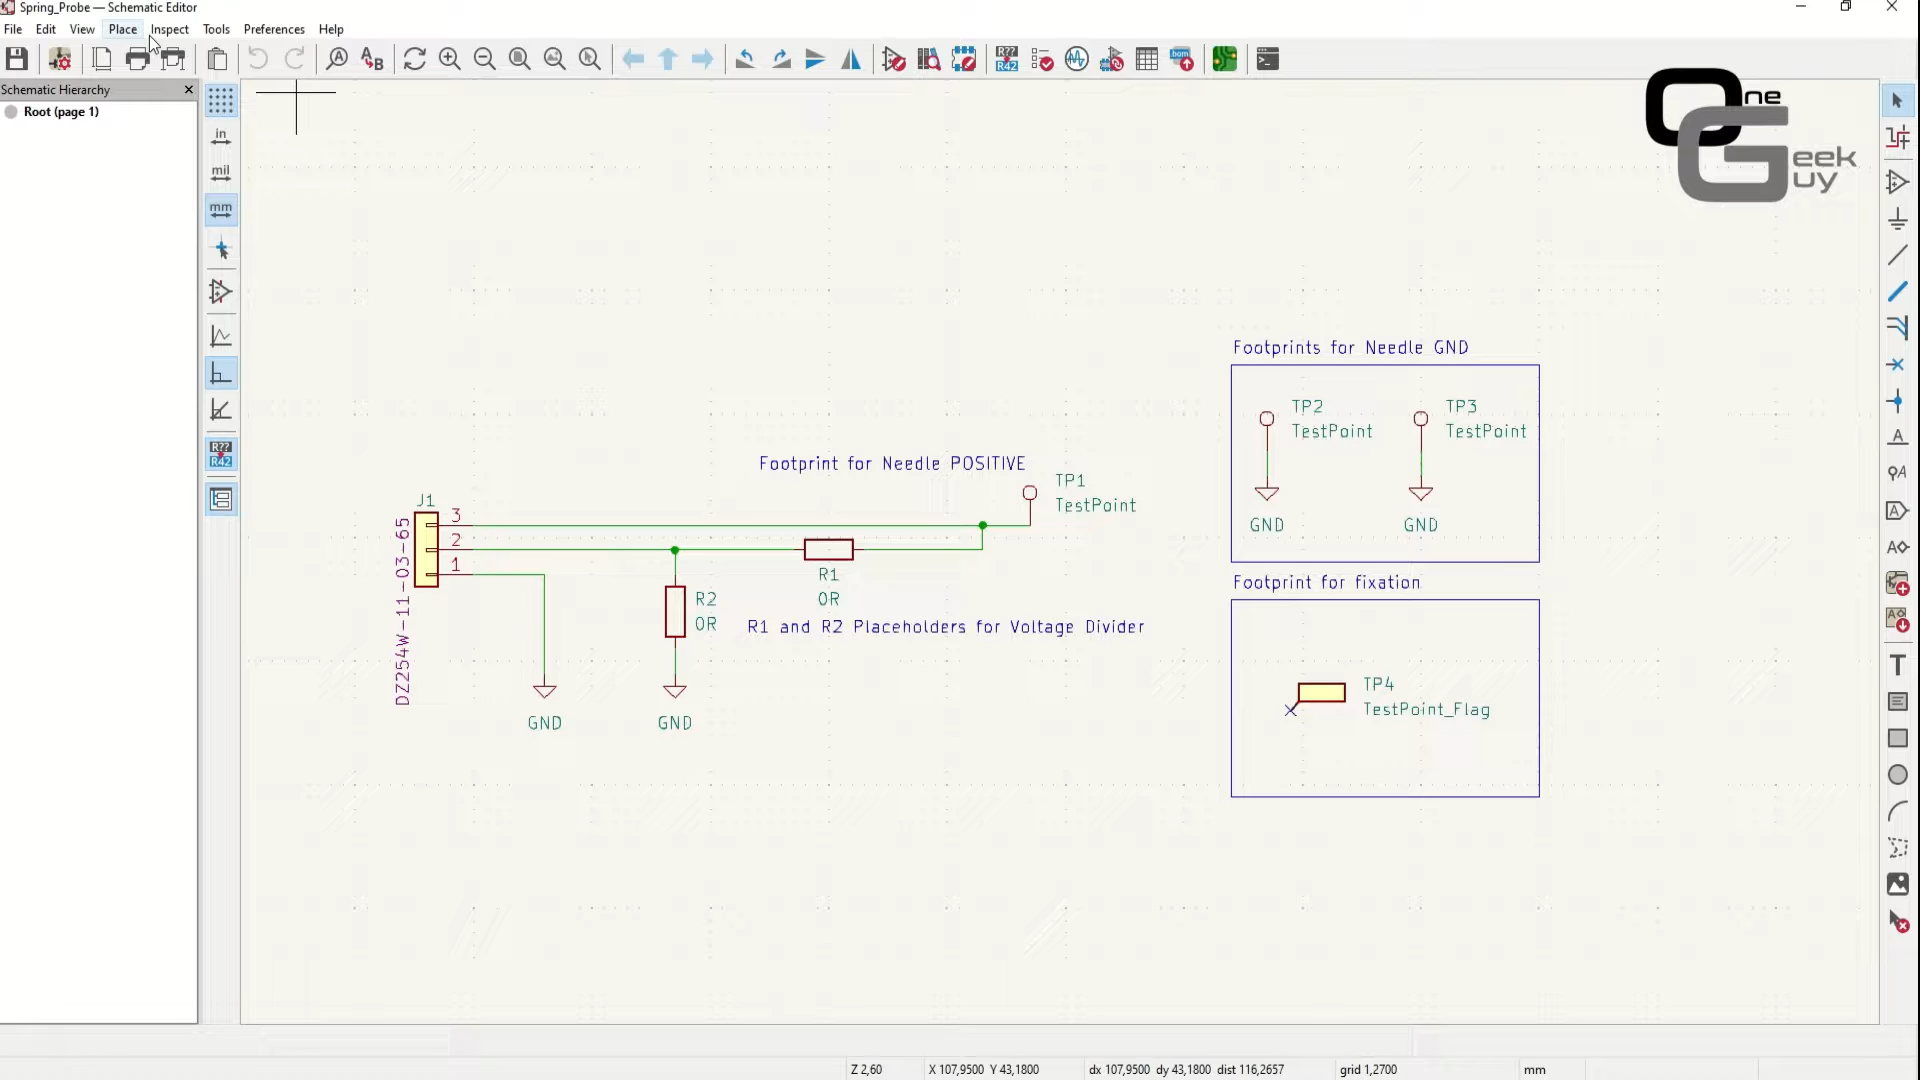 Spring_Probe — Schematic Editor
File Edit View Place Inspect Tools Preferences Help
Schematic Hierarchy
Root (page 1)
in
mil
mm
R??
R42
R??
R42
bom
One
Geek
Guy
Footprints for Needle GND
TP2
TestPoint
TP3
TestPoint
GND
GND
Footprint for Needle POSITIVE
TP1
TestPoint
J1
3
2
1
DZ254W-11-03-65
R1
0R
R2
0R
R1 and R2 Placeholders for Voltage Divider
GND
GND
Footprint for fixation
TP4
TestPoint_Flag
Z 2,60
X 107,9500 Y 43,1800
dx 107,9500 dy 43,1800 dist 116,2657
grid 1,2700
mm